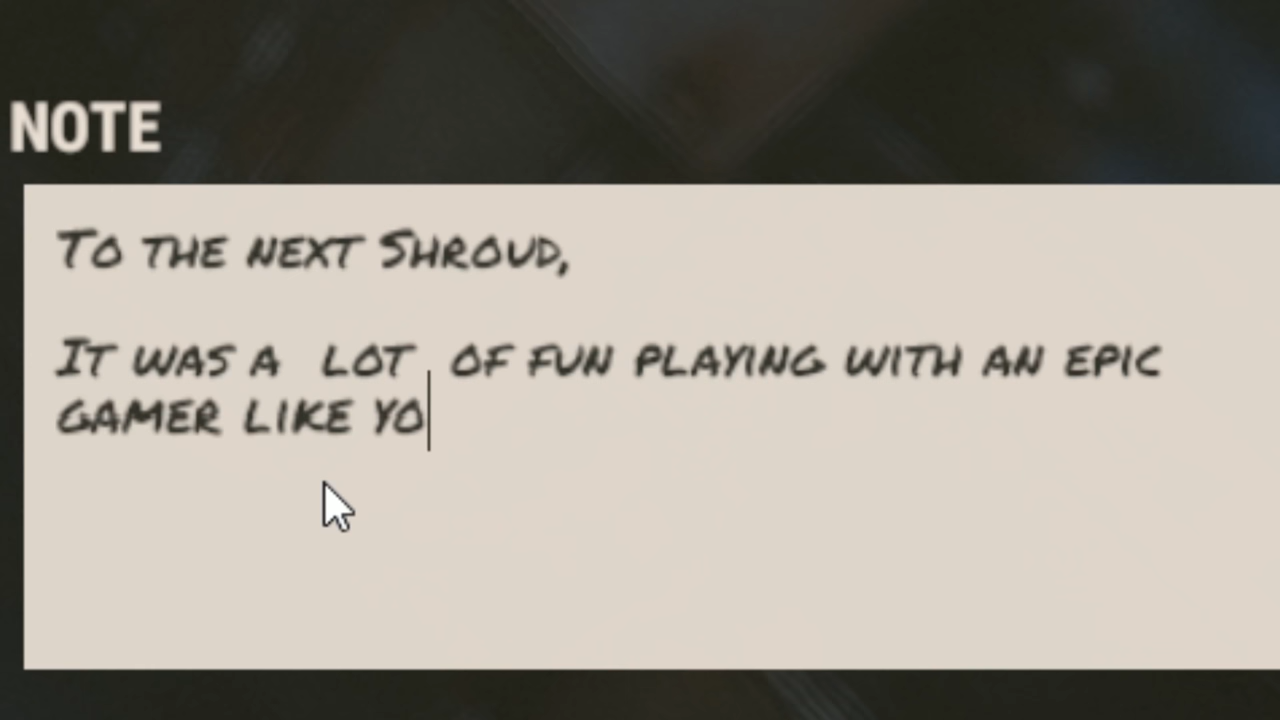 NOTE
To the next Shroud,
It was a lot of fun playing with an epic
gamer like yo